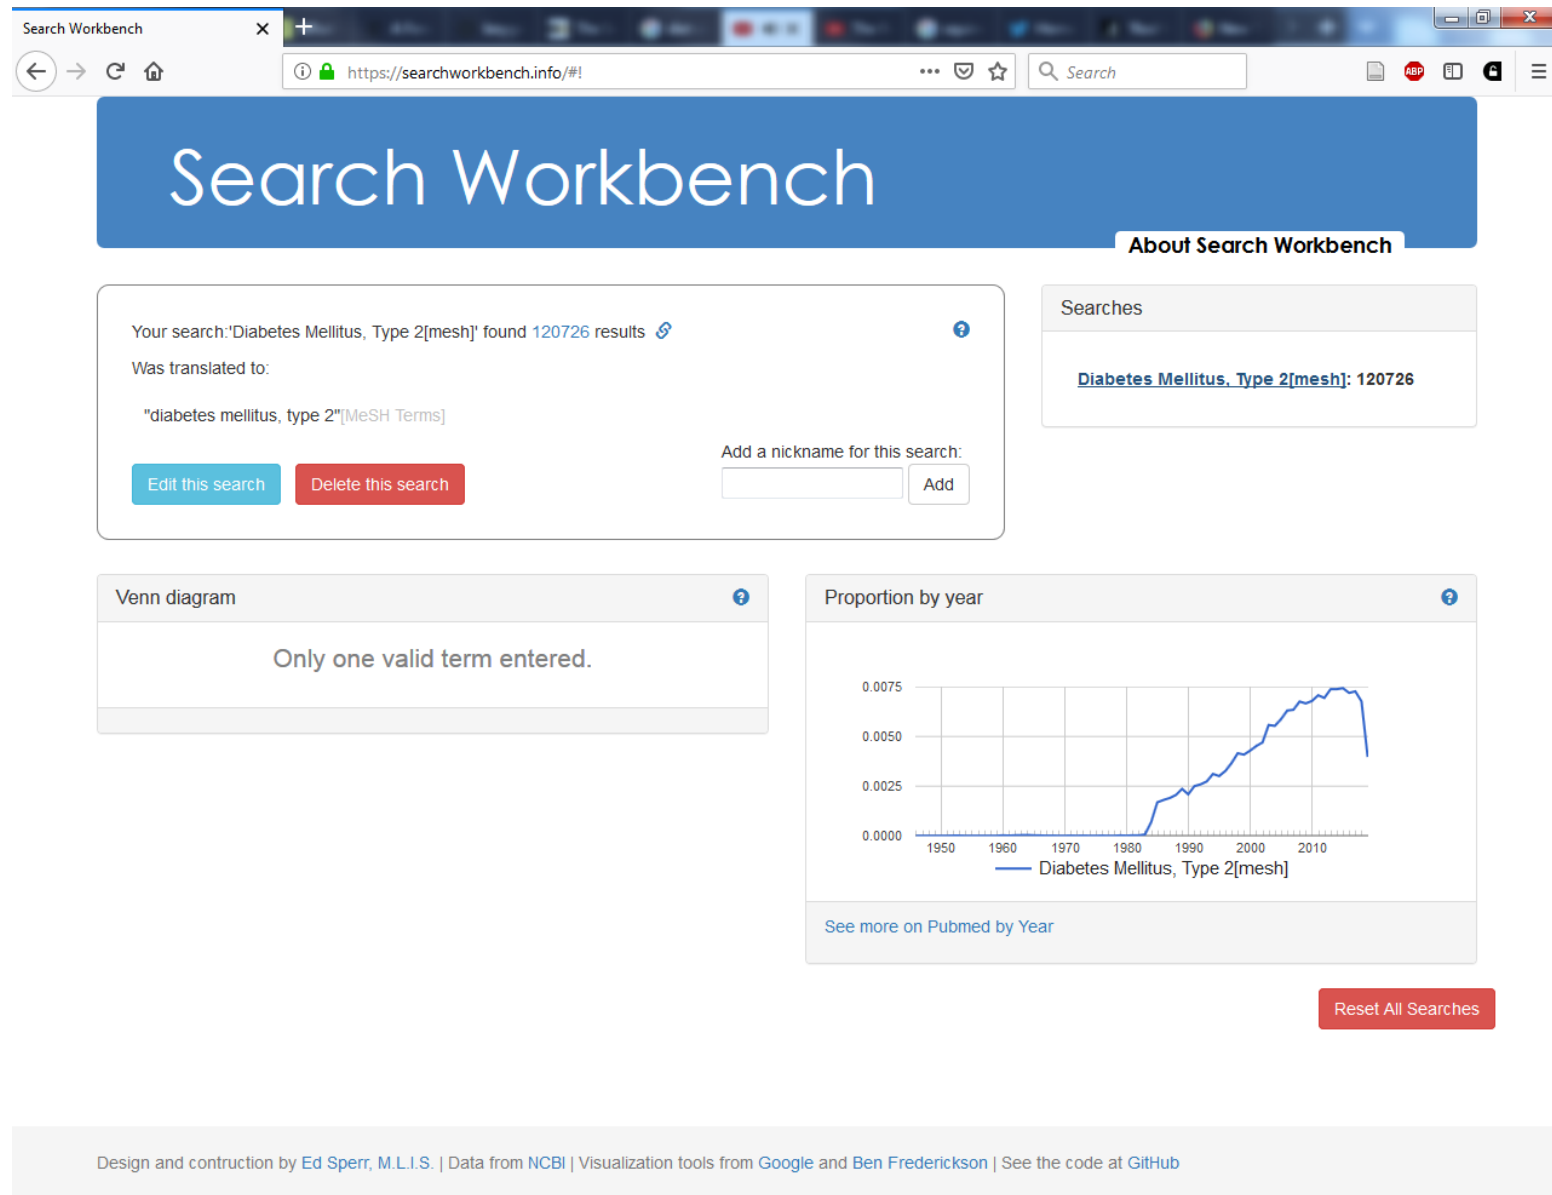 Search Workbench
https://searchworkbench.info/#!
Search
ABP
Search Workbench
About Search Workbench
Your search:'Diabetes Mellitus, Type 2[mesh]' found 120726 results
Was translated to:
"diabetes mellitus, type 2"[MeSH Terms]
Add a nickname for this search:
Edit this search
Delete this search
Add
Searches
Diabetes Mellitus, Type 2[mesh]: 120726
Venn diagram
Only one valid term entered.
Proportion by year
0.0075
0.0050
0.0025
0.0000
1950 1960 1970 1980 1990 2000 2010
Diabetes Mellitus, Type 2[mesh]
See more on Pubmed by Year
Reset All Searches
Design and contruction by Ed Sperr, M.L.I.S. | Data from NCBI | Visualization tools from Google and Ben Frederickson | See the code at GitHub